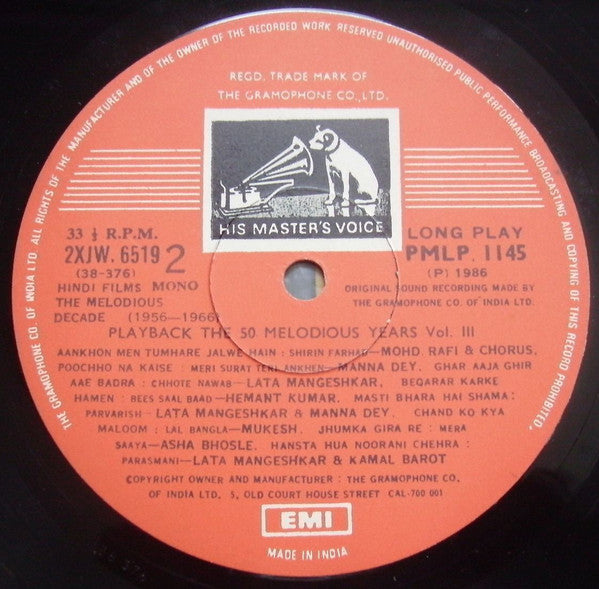 THE GRAMOPHONE CO. OF INDIA LTD. ALL RIGHTS OF THE MANUFACTURER AND OF THE OWNER OF THE RECORDED WORK RESERVED UNAUTHORISED PUBLIC PERFORMANCE BROADCASTING AND COPYING OF THIS RECORD PROHIBITED.
REGD. TRADE MARK OF
THE GRAMOPHONE CO., LTD.
HIS MASTER'S VOICE
33 ⅓ R.P.M.
2XJW. 6519 2
(38-376)
HINDI FILMS MONO
THE MELODIOUS
DECADE (1956-1966)
LONG PLAY
PMLP. 1145
(P) 1986
ORIGINAL SOUND RECORDING MADE BY
THE GRAMOPHONE CO. OF INDIA LTD.
PLAYBACK THE 50 MELODIOUS YEARS Vol. III
AANKHON MEN TUMHARE JALWE HAIN : SHIRIN FARHAD—MOHD RAFI & CHORUS,
POOCHHO NA KAISE : MERI SURAT TERI ANKHEN—MANNA DEY. GHAR AAJA GHIR
AAE BADRA : CHHOTE NAWAB—LATA MANGESHKAR, BEQARAR KARKE
HAMEN : BEES SAAL BAAD—HEMANT KUMAR. MASTI BHARA HAI SHAMA:
PARVARISH—LATA MANGESHKAR & MANNA DEY. CHAND KO KYA
MALOOM : LAL BANGLA—MUKESH. JHUMKA GIRA RE : MERA
SAAYA—ASHA BHOSLE. HANSTA HUA NOORANI CHEHRA :
PARASMANI—LATA MANGESHKAR & KAMAL BAROT
COPYRIGHT OWNER AND MANUFACTURER : THE GRAMOPHONE CO.
OF INDIA LTD. 5, OLD COURT HOUSE STREET CAL-700 001
EMI
MADE IN INDIA